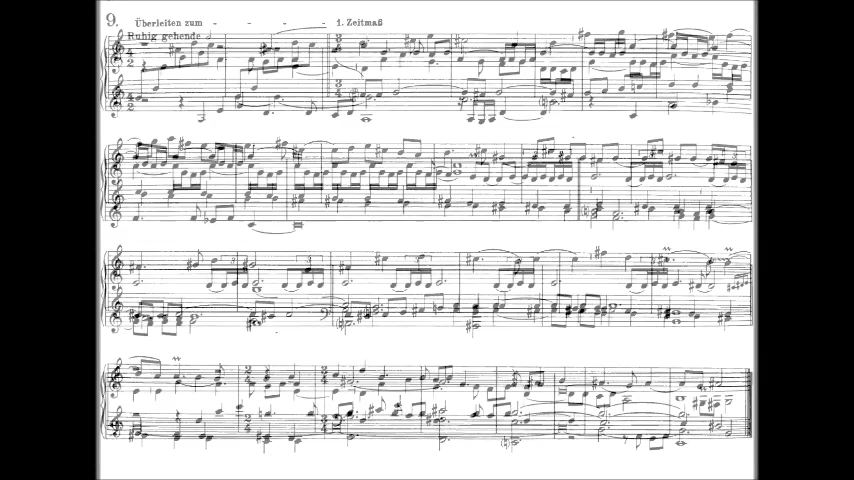 9. Überleiten zum - - - - - 1. Zeitmaß
Ruhig gehende